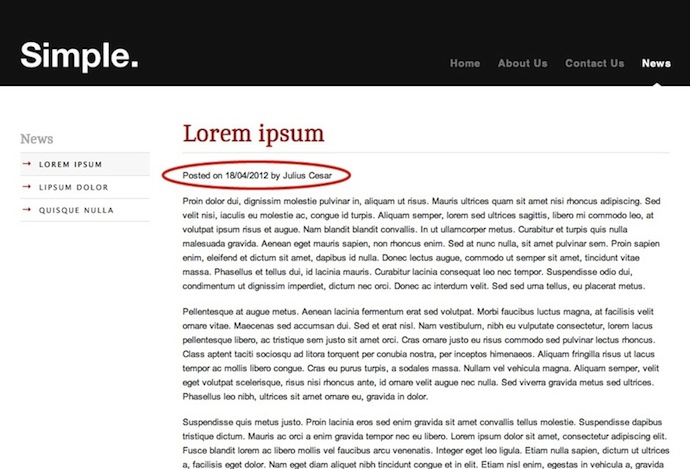 Simple.
Home About Us Contact Us News
News
→ LOREM IPSUM
→ LIPSUM DOLOR
→ QUISQUE NULLA
Lorem ipsum
Posted on 18/04/2012 by Julius Cesar
Proin dolor dui, dignissim molestie pulvinar in, aliquam ut risus. Mauris ultrices quam sit amet nisi rhoncus adipiscing. Sed
velit nisi, iaculis eu molestie ac, congue id turpis. Aliquam semper, lorem sed ultrices sagittis, libero mi commodo leo, at
volutpat ipsum risus et augue. Nam blandit blandit convallis. In ut ullamcorper metus. Curabitur et turpis quis nulla
malesuada gravida. Aenean eget mauris sapien, non rhoncus enim. Sed at nunc nulla, sit amet pulvinar sem. Proin sapien
enim, eleifend et dictum sit amet, dapibus id nulla. Donec lectus augue, commodo ut semper sit amet, tincidunt vitae
massa. Phasellus et tellus dui, id lacinia mauris. Curabitur lacinia consequat leo nec tempor. Suspendisse odio dui,
condimentum ut dignissim imperdiet, dictum nec orci. Donec ac interdum velit. Sed sed urna tellus, eu placerat metus.
Pellentesque at augue metus. Aenean lacinia fermentum erat sed volutpat. Morbi faucibus luctus magna, at facilisis velit
ornare vitae. Maecenas sed accumsan dui. Sed et erat nisl. Nam vestibulum, nibh eu vulputate consectetur, lorem lacus
pellentesque libero, ac tristique sem justo sit amet orci. Cras ornare justo eu risus commodo sed pulvinar lectus rhoncus.
Class aptent taciti sociosqu ad litora torquent per conubia nostra, per inceptos himenaeos. Aliquam fringilla risus ut lacus
tempor ac mollis libero congue. Cras eu purus turpis, a sodales massa. Nullam vel vehicula magna. Aliquam semper, velit
eget volutpat scelerisque, risus nisi rhoncus ante, id ornare velit augue nec nulla. Sed viverra gravida metus sed ultrices.
Phasellus leo nibh, ultrices sit amet ornare eu, gravida in dolor.
Suspendisse quis metus justo. Proin lacinia eros sed enim gravida sit amet convallis tellus molestie. Suspendisse dapibus
tristique dictum. Mauris ac orci a enim gravida tempor nec eu libero. Lorem ipsum dolor sit amet, consectetur adipiscing elit.
Fusce blandit lorem ac libero mollis vel faucibus arcu venenatis. Integer eget leo ligula. Etiam sapien nulla, dictum ut ultrices
a, facilisis eget dolor. Nam eget diam aliquet nibh tincidunt congue et in est. Etiam nisl enim, egestas in vehicula et, gravida